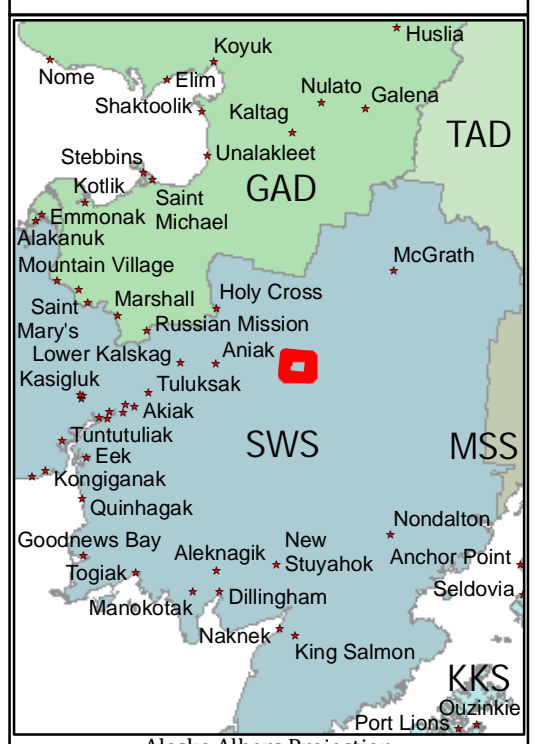 Huslia
Koyuk
Nome
Elim
Nulato
Galena
Shaktoolik
Kaltag
TAD
Stebbins
Unalakleet
Kotlik
GAD
Saint
Michael
Emmonak
Alakanuk
McGrath
Mountain Village
Holy Cross
Saint
Mary's
Marshall
Russian Mission
Lower Kalskag
Aniak
Kasigluk
Tuluksak
Akiak
Tuntutuliak
SWS
MSS
Eek
Kongiganak
Quinhagak
Nondalton
Goodnews Bay
Aleknagik
New
Stuyahok
Anchor Point
Togiak
Seldovia
Manokotak
Dillingham
Naknek
King Salmon
KKS
Ouzinkie
Port Lions
Alaska Albers Projection